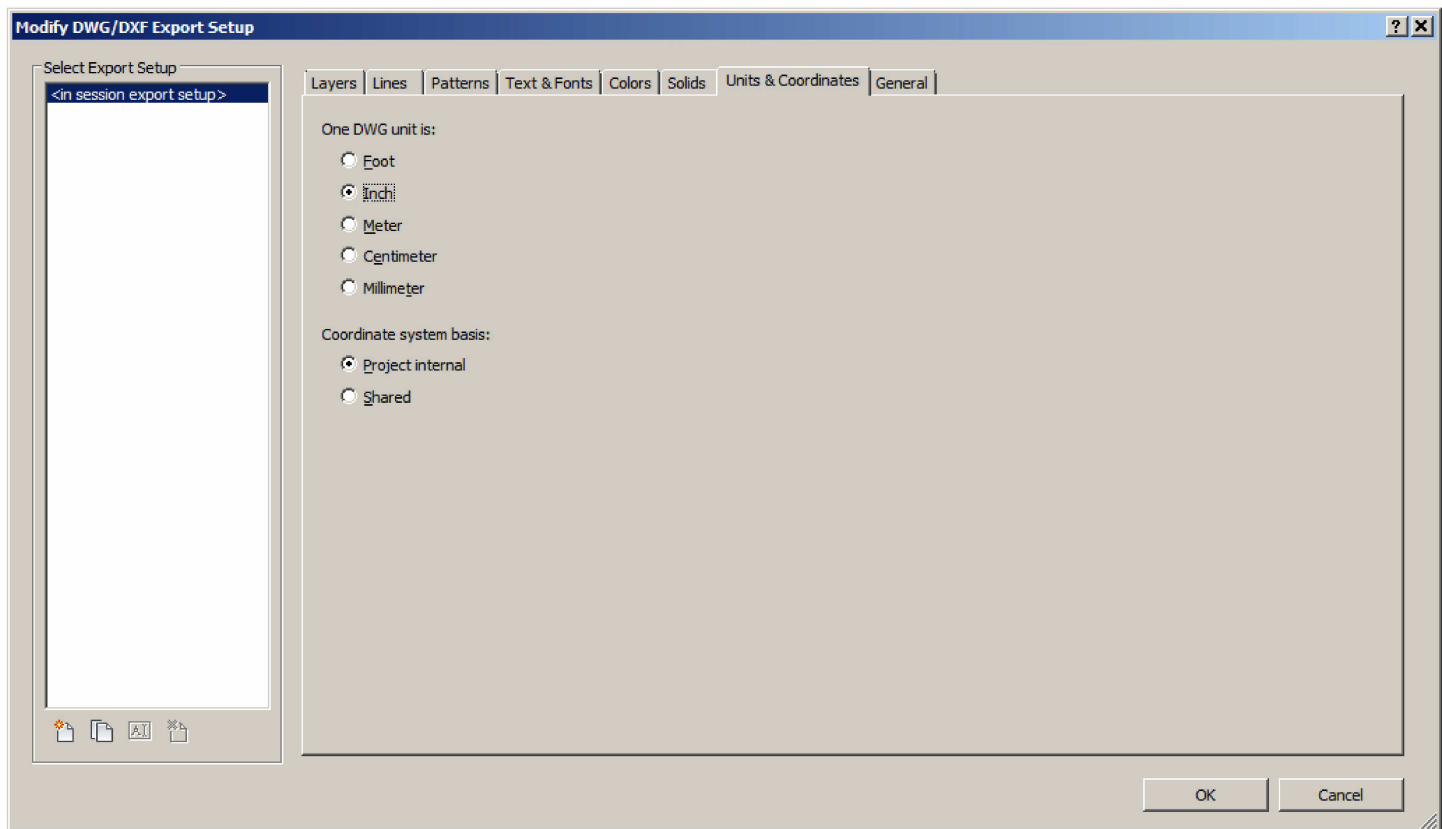 Modify DWG/DXF Export Setup
Select Export Setup
<in session export setup>
Layers Lines Patterns Text & Fonts Colors Solids Units & Coordinates General
One DWG unit is:
Foot
Inch
Meter
Centimeter
Millimeter
Coordinate system basis:
Project internal
Shared
AI
OK Cancel